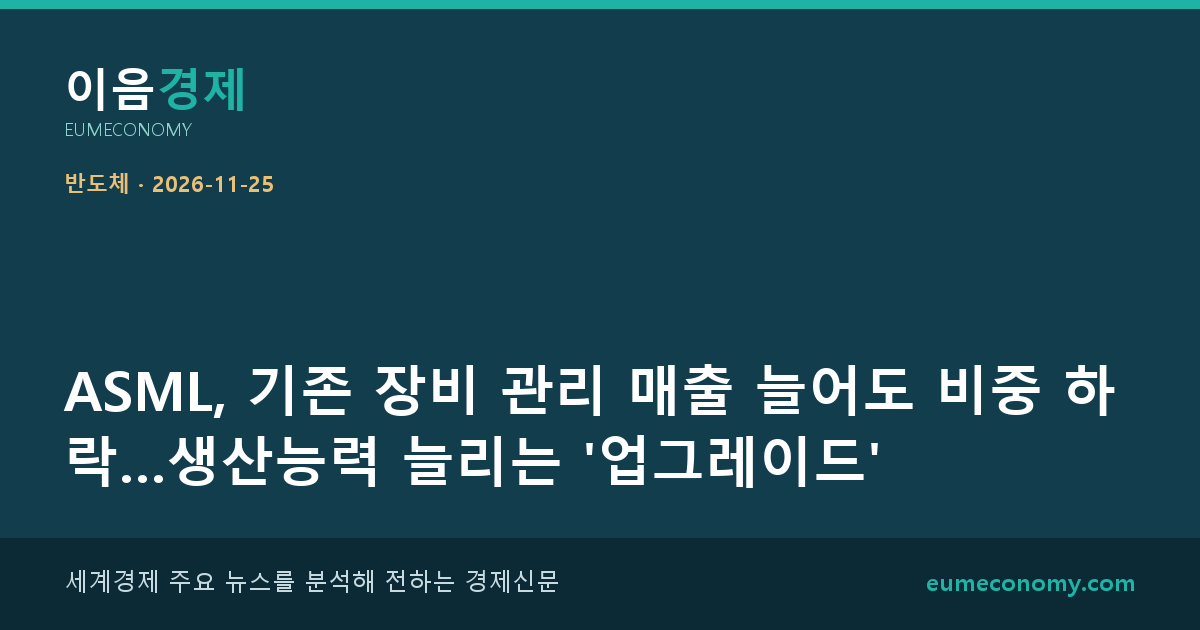 이음경제
EUMECONOMY
반도체 · 2026-11-25
ASML, 기존 장비 관리 매출 늘어도 비중 하
락...생산능력 늘리는 '업그레이드'
세계경제 주요 뉴스를 분석해 전하는 경제신문
eumeconomy.com